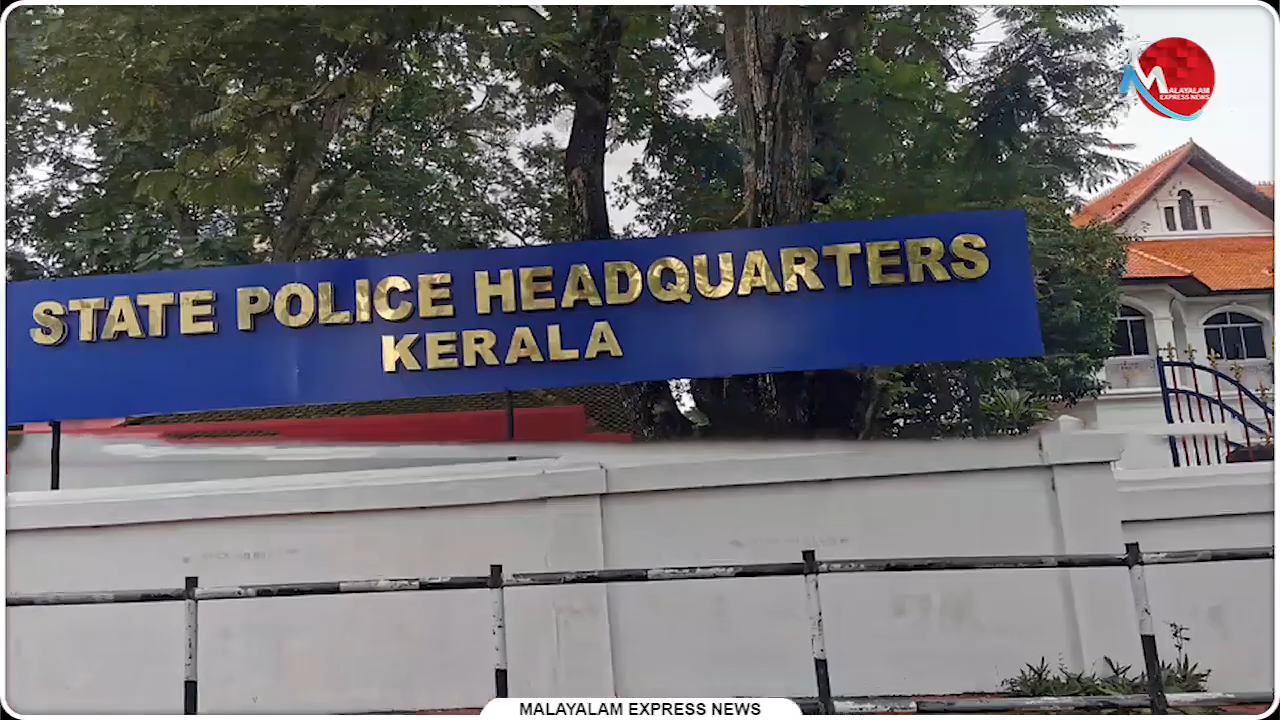 MALAYALAM
EXPRESS NEWS
STATE POLICE HEADQUARTERS
KERALA
MALAYALAM EXPRESS NEWS